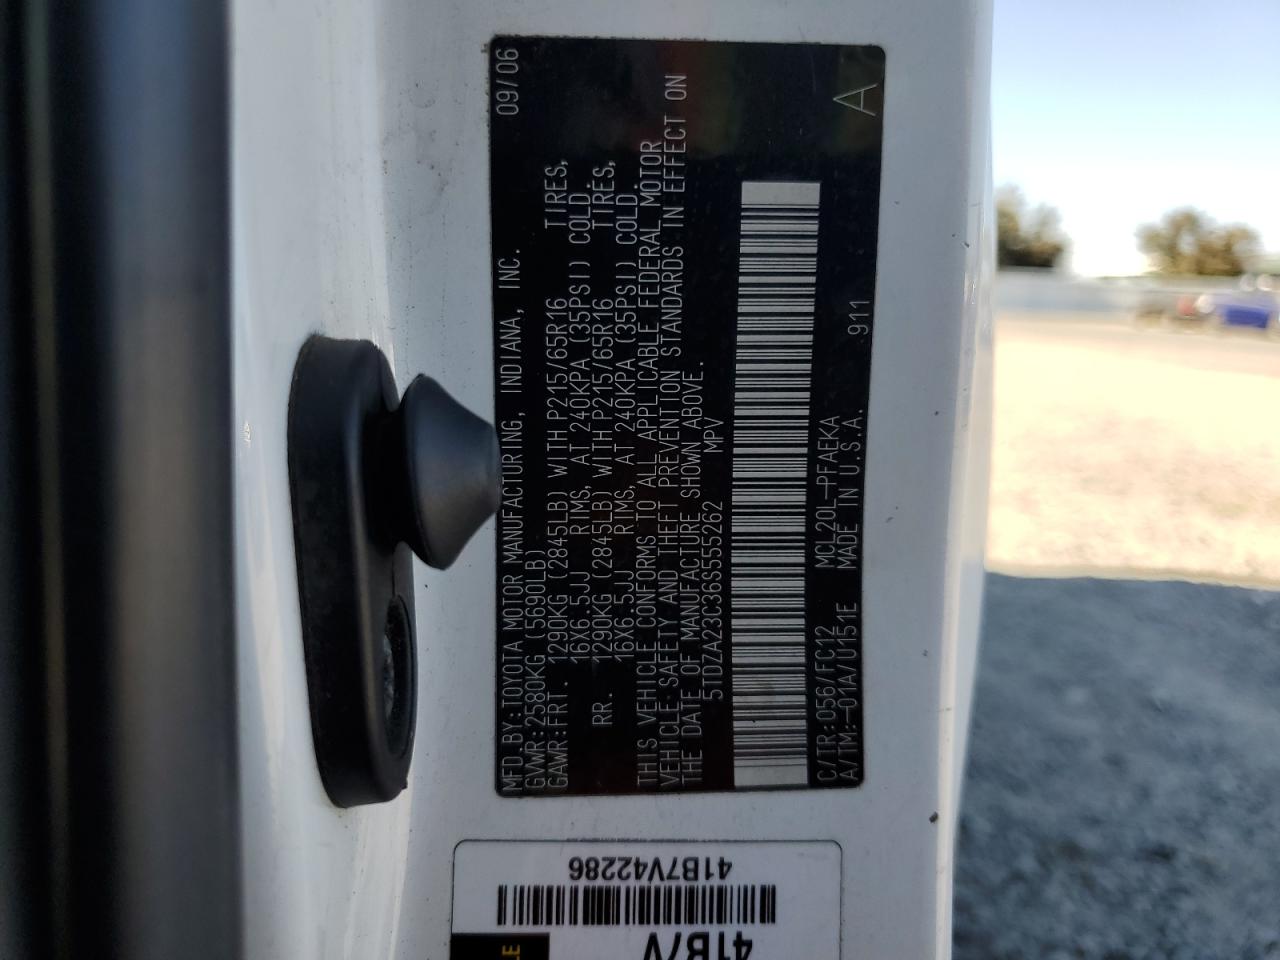 MFD.BY:TOYOTA MOTOR MANUFACTURING, INDIANA, INC. 09/06
GVWR:2580KG (5690LB)
GAWR:FRT. 1290KG (2845LB) WITH P215/65R16 TIRES,
16X6.5JJ RIMS, AT 240KPA (35PSI) COLD.
RR. 1290KG (2845LB) WITH P215/65R16 TIRES,
16X6.5JJ RIMS, AT 240KPA (35PSI) COLD.
THIS VEHICLE CONFORMS TO ALL APPLICABLE FEDERAL MOTOR
VEHICLE SAFETY AND THEFT PREVENTION STANDARDS IN EFFECT ON
THE DATE OF MANUFACTURE SHOWN ABOVE.
5TDZA23C36S555262 MPV
C/TR:056/FC12 MCL20L-PFAEKA
A/TM:-01A/U151E MADE IN U.S.A. 911 A
41B7V42286
41B7V